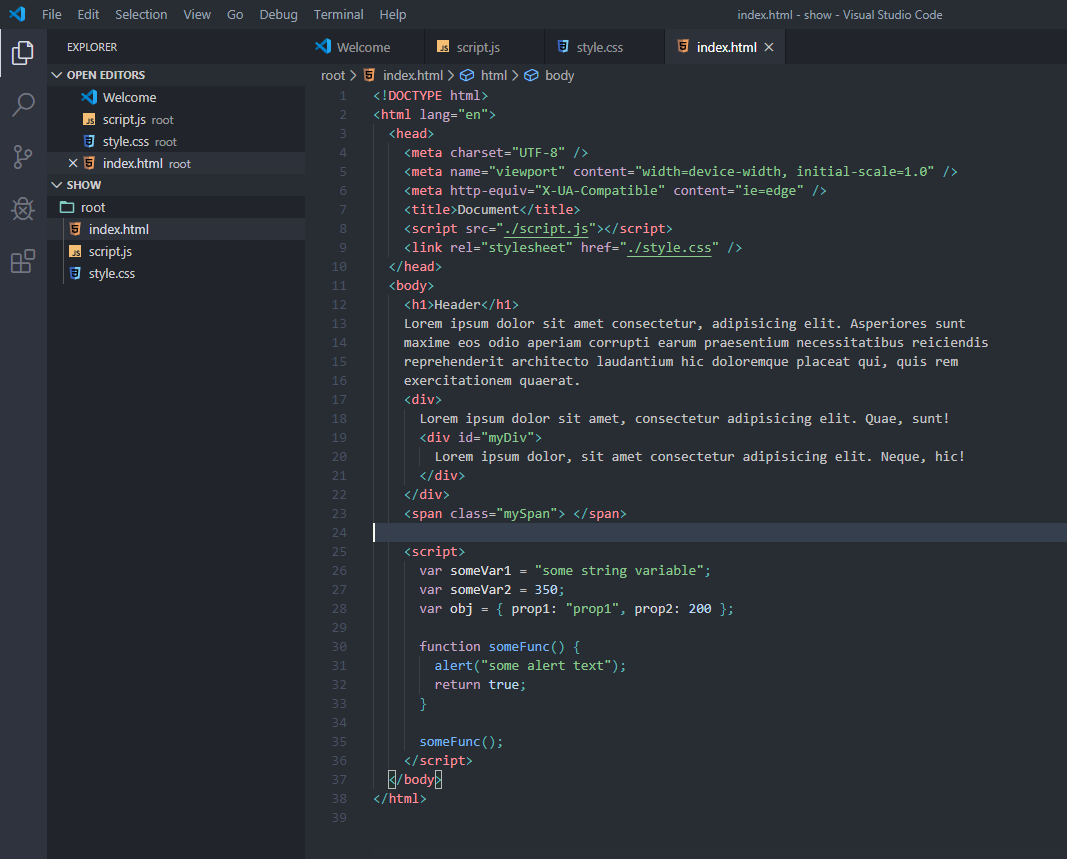 File Edit Selection View Go Debug Terminal Help index.html - show - Visual Studio Code
EXPLORER
OPEN EDITORS
Welcome
script.js root
style.css root
index.html root
SHOW
root
index.html
script.js
style.css
Welcome script.js style.css index.html
root > index.html > html > body
1 <!DOCTYPE html>
2 <html lang="en">
3 <head>
4 <meta charset="UTF-8" />
5 <meta name="viewport" content="width=device-width, initial-scale=1.0" />
6 <meta http-equiv="X-UA-Compatible" content="ie=edge" />
7 <title>Document</title>
8 <script src="./script.js"></script>
9 <link rel="stylesheet" href="./style.css" />
10 </head>
11 <body>
12 <h1>Header</h1>
13 Lorem ipsum dolor sit amet consectetur, adipisicing elit. Asperiores sunt
14 maxime eos odio aperiam corrupti earum praesentium necessitatibus reiciendis
15 reprehenderit architecto laudantium hic doloremque placeat qui, quis rem
16 exercitationem quaerat.
17 <div>
18 Lorem ipsum dolor sit amet, consectetur adipisicing elit. Quae, sunt!
19 <div id="myDiv">
20 Lorem ipsum dolor, sit amet consectetur adipisicing elit. Neque, hic!
21 </div>
22 </div>
23 <span class="mySpan"> </span>
24
25 <script>
26 var someVar1 = "some string variable";
27 var someVar2 = 350;
28 var obj = { prop1: "prop1", prop2: 200 };
29
30 function someFunc() {
31 alert("some alert text");
32 return true;
33 }
34
35 someFunc();
36 </script>
37 </body>
38 </html>
39